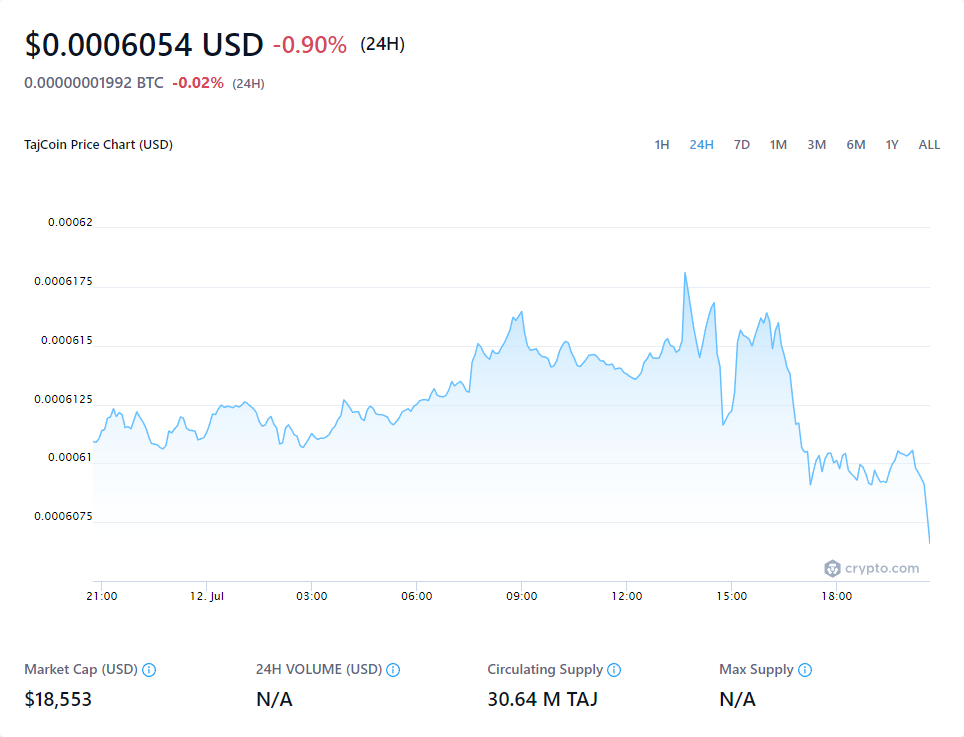 $0.0006054 USD -0.90% (24H)
0.00000001992 BTC -0.02% (24H)
TajCoin Price Chart (USD) 1H 24H 7D 1M 3M 6M 1Y ALL
0.00062
0.0006175
0.000615
0.0006125
0.00061
0.0006075
crypto.com
21:00 12. Jul 03:00 06:00 09:00 12:00 15:00 18:00
Market Cap (USD) 24H VOLUME (USD) Circulating Supply Max Supply
$18,553 N/A 30.64 M TAJ N/A